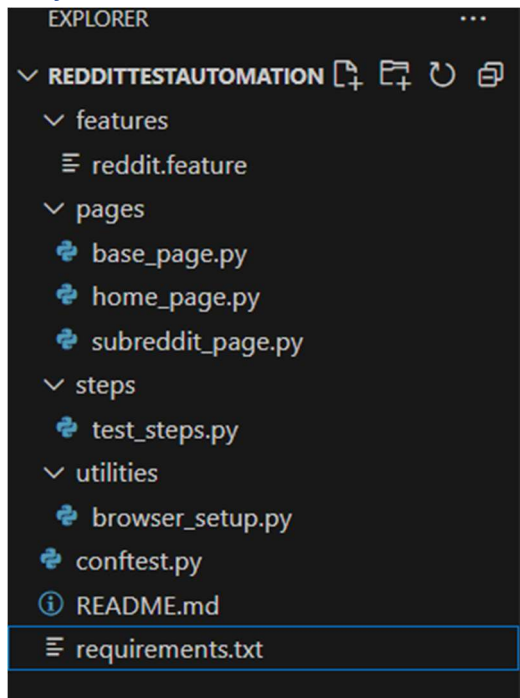 EXPLORER ...
REDDITTESTAUTOMATION
features
reddit.feature
pages
base_page.py
home_page.py
subreddit_page.py
steps
test_steps.py
utilities
browser_setup.py
conftest.py
README.md
requirements.txt